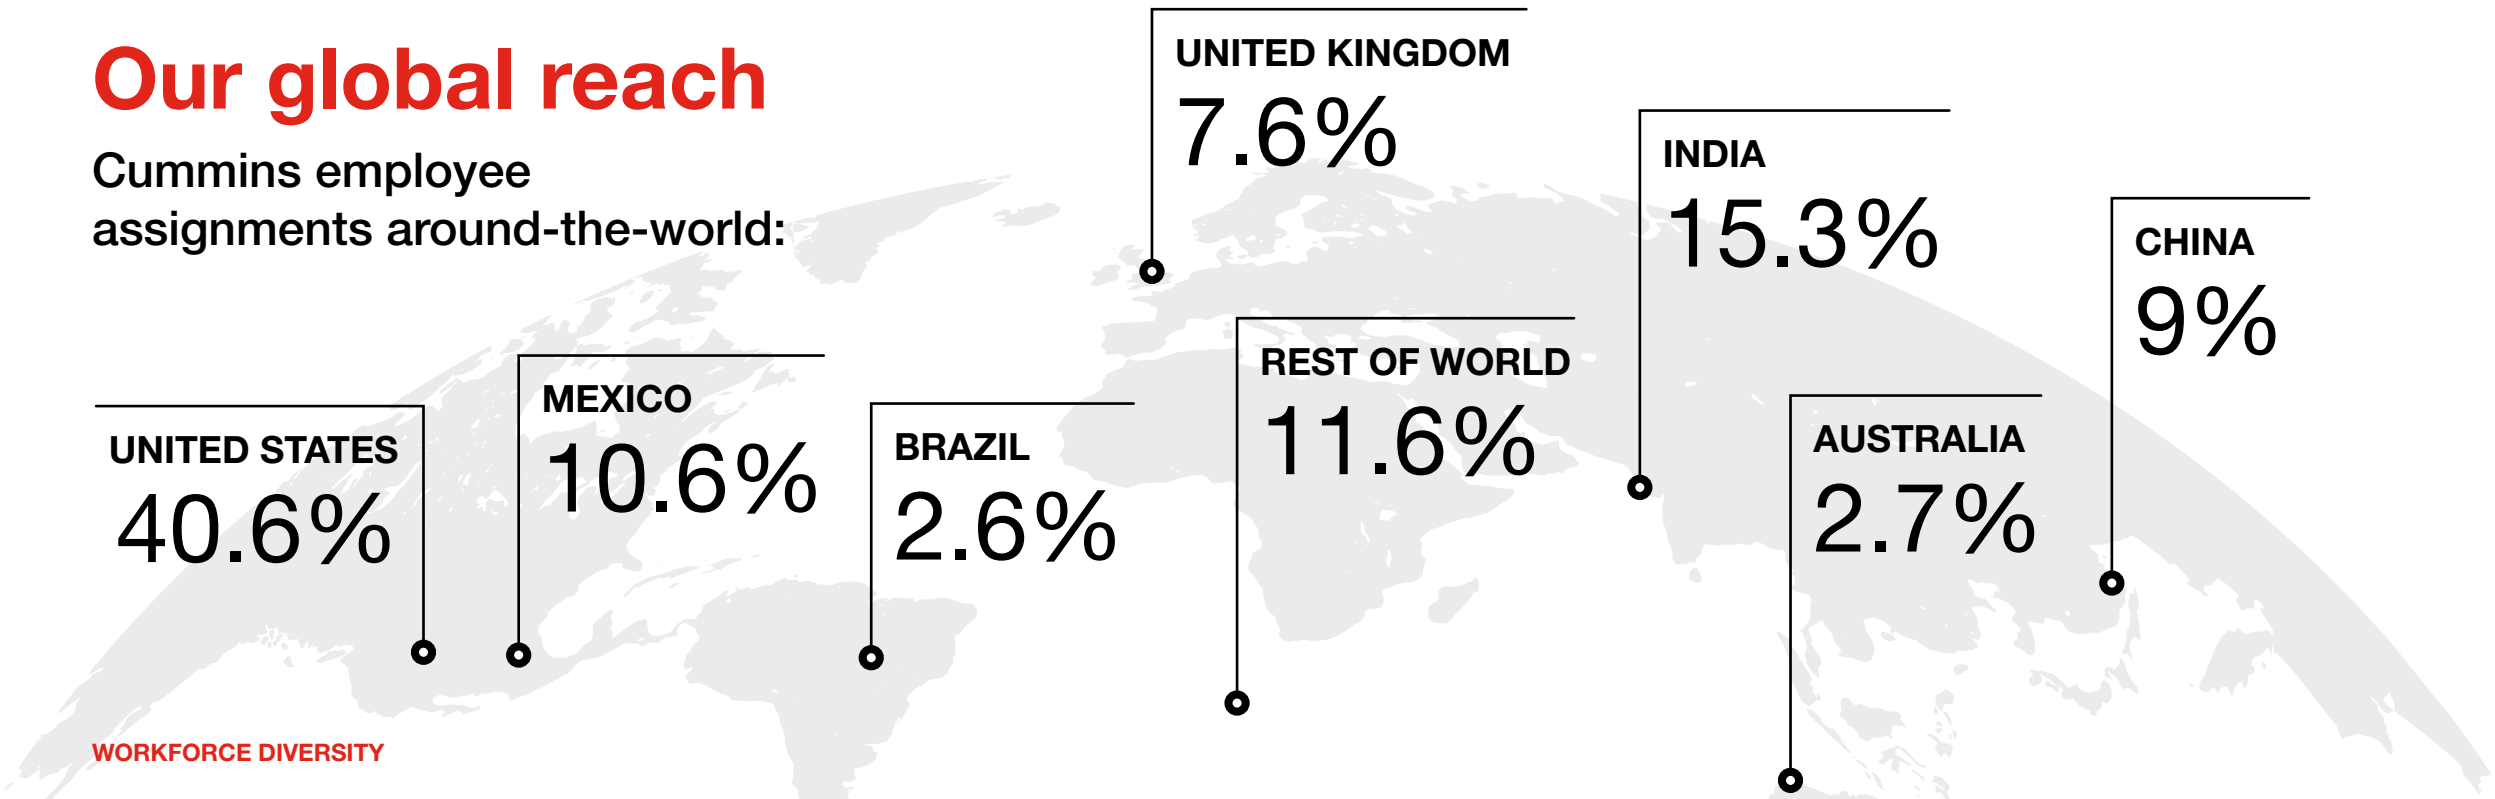 Our global reach
Cummins employee
assignments around-the-world:
UNITED STATES
40.6%
MEXICO
10.6%
BRAZIL
2.6%
UNITED KINGDOM
7.6%
REST OF WORLD
11.6%
INDIA
15.3%
AUSTRALIA
2.7%
CHINA
9%
WORKFORCE DIVERSITY